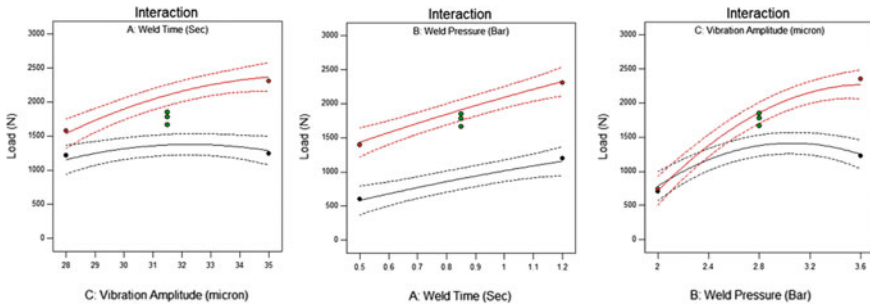 Interaction
A: Weld Time (Sec)
Load (N)
3000
2500
2000
1500
1000
500
0
28 29 30 31 32 33 34 35
C: Vibration Amplitude (micron)
Interaction
B: Weld Pressure (Bar)
Load (N)
3000
2500
2000
1500
1000
500
0
0.5 0.6 0.7 0.8 0.9 1 1.1 1.2
A: Weld Time (Sec)
Interaction
C: Vibration Amplitude (micron)
Load (N)
3000
2500
2000
1500
1000
500
0
2 2.4 2.8 3.2 3.6
B: Weld Pressure (Bar)